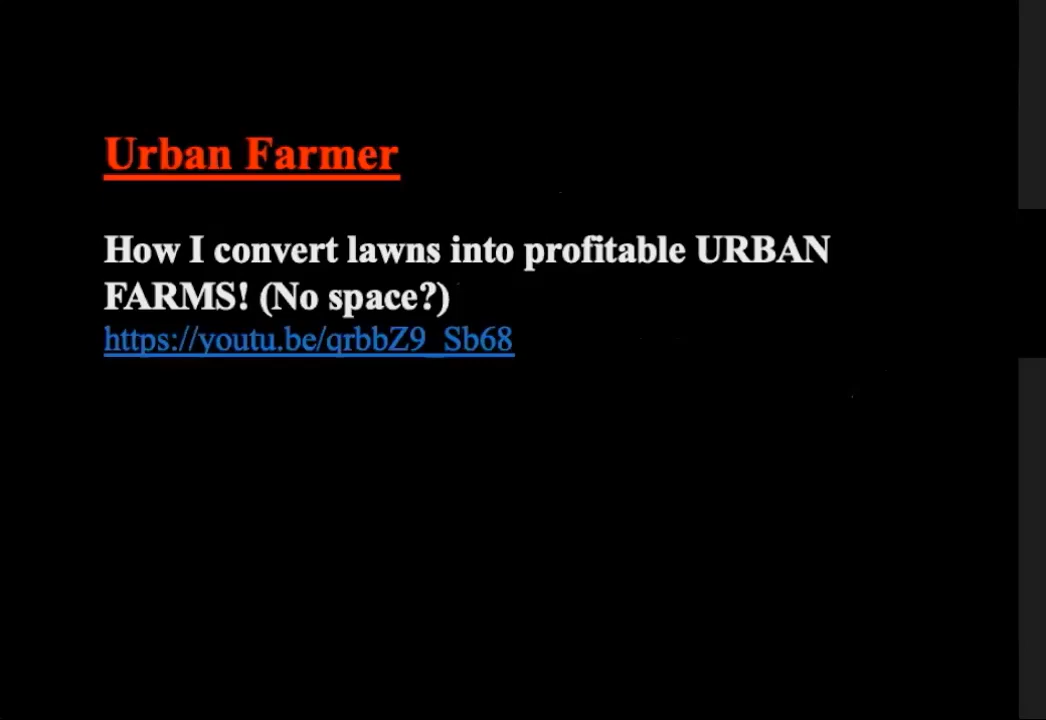 Urban Farmer
How I convert lawns into profitable URBAN
FARMS! (No space?)
https://youtu.be/qrbbZ9_Sb68